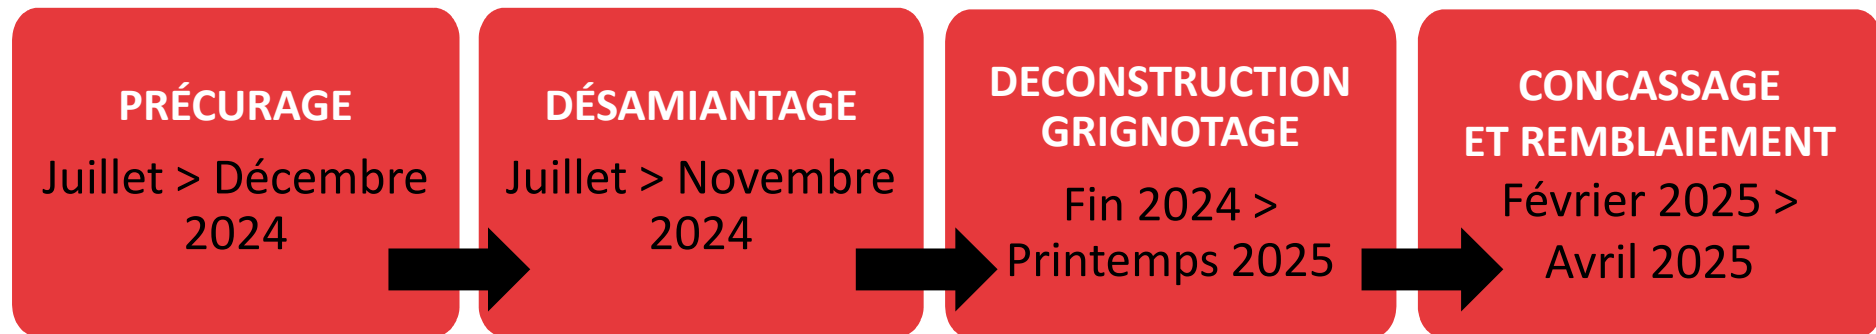 PRÉCURAGE
Juillet > Décembre
2024
DÉSAMIANTAGE
Juillet > Novembre
2024
DECONSTRUCTION
GRIGNOTAGE
Fin 2024 >
Printemps 2025
CONCASSAGE
ET REMBLAIEMENT
Février 2025 >
Avril 2025